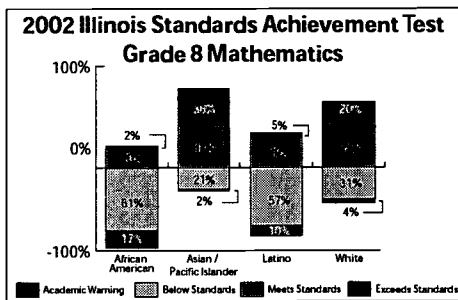 2002 Illinois Standards Achievement Test
Grade 8 Mathematics
100%
0%
-100%
2%
61%
17%
African
American
21%
2%
Asian /
Pacific Islander
5%
57%
Latino
20%
31%
4%
White
Academic Warning
Below Standards
Meets Standards
Exceeds Standards